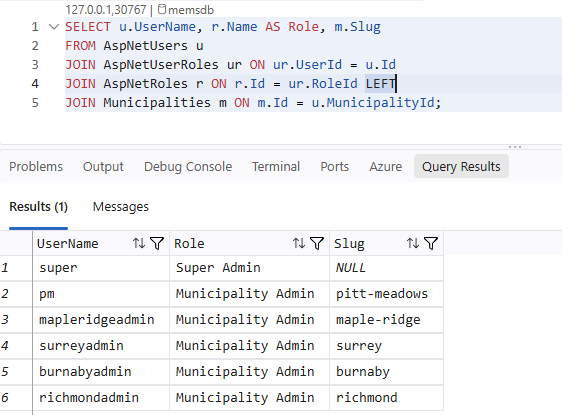 127.0.0.1,30767 | memsdb
1 SELECT u.UserName, r.Name AS Role, m.Slug
2 FROM AspNetUsers u
3 JOIN AspNetUserRoles ur ON ur.UserId = u.Id
4 JOIN AspNetRoles r ON r.Id = ur.RoleId LEFT
5 JOIN Municipalities m ON m.Id = u.MunicipalityId;
Problems Output Debug Console Terminal Ports Azure Query Results
Results (1) Messages
UserName Role Slug
1 super Super Admin NULL
2 pm Municipality Admin pitt-meadows
3 mapleridgeadmin Municipality Admin maple-ridge
4 surreyadmin Municipality Admin surrey
5 burnabyadmin Municipality Admin burnaby
6 richmondadmin Municipality Admin richmond